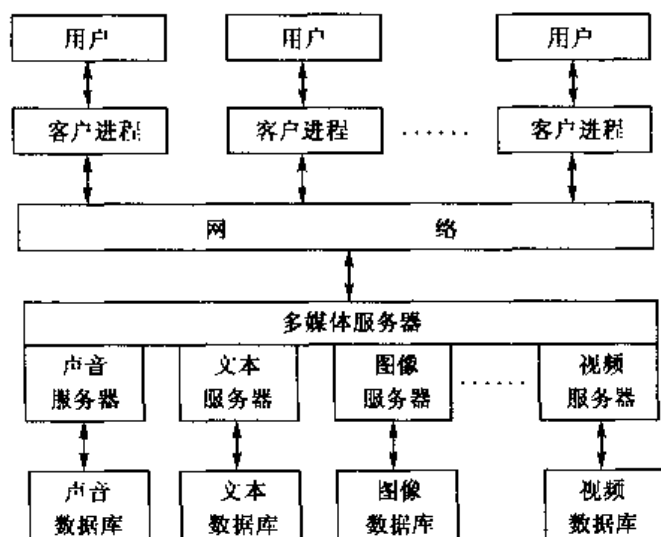 用户 用户 用户
客户进程 客户进程 ...... 客户进程
网络
多媒体服务器
声音 文本 图像 ...... 视频
服务器 服务器 服务器 服务器
声音 文本 图像 视频
数据库 数据库 数据库 数据库